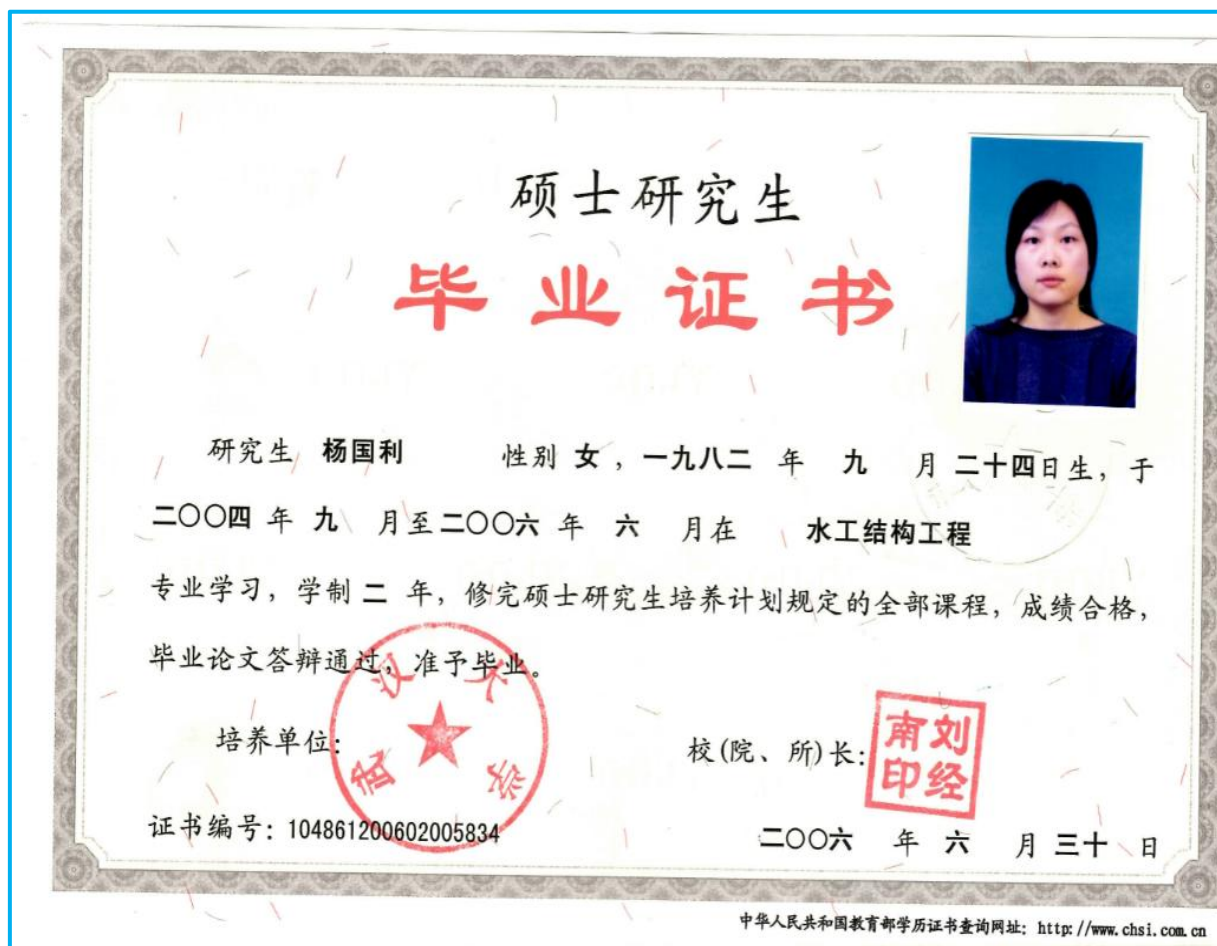 硕士研究生
毕业证书
研究生 杨国利 性别 女，一九八二 年 九 月 二十四日生，于
二〇〇四 年 九 月至二〇〇六 年 六 月在 水工结构工程
专业学习，学制 二 年，修完硕士研究生培养计划规定的全部课程，成绩合格，
毕业论文答辩通过，准予毕业。
培养单位：
武汉大学
校(院、所)长：
刘经南印
证书编号：104861200602005834
二〇〇六 年 六 月 三十 日
中华人民共和国教育部学历证书查询网址：http://www.chsi.com.cn